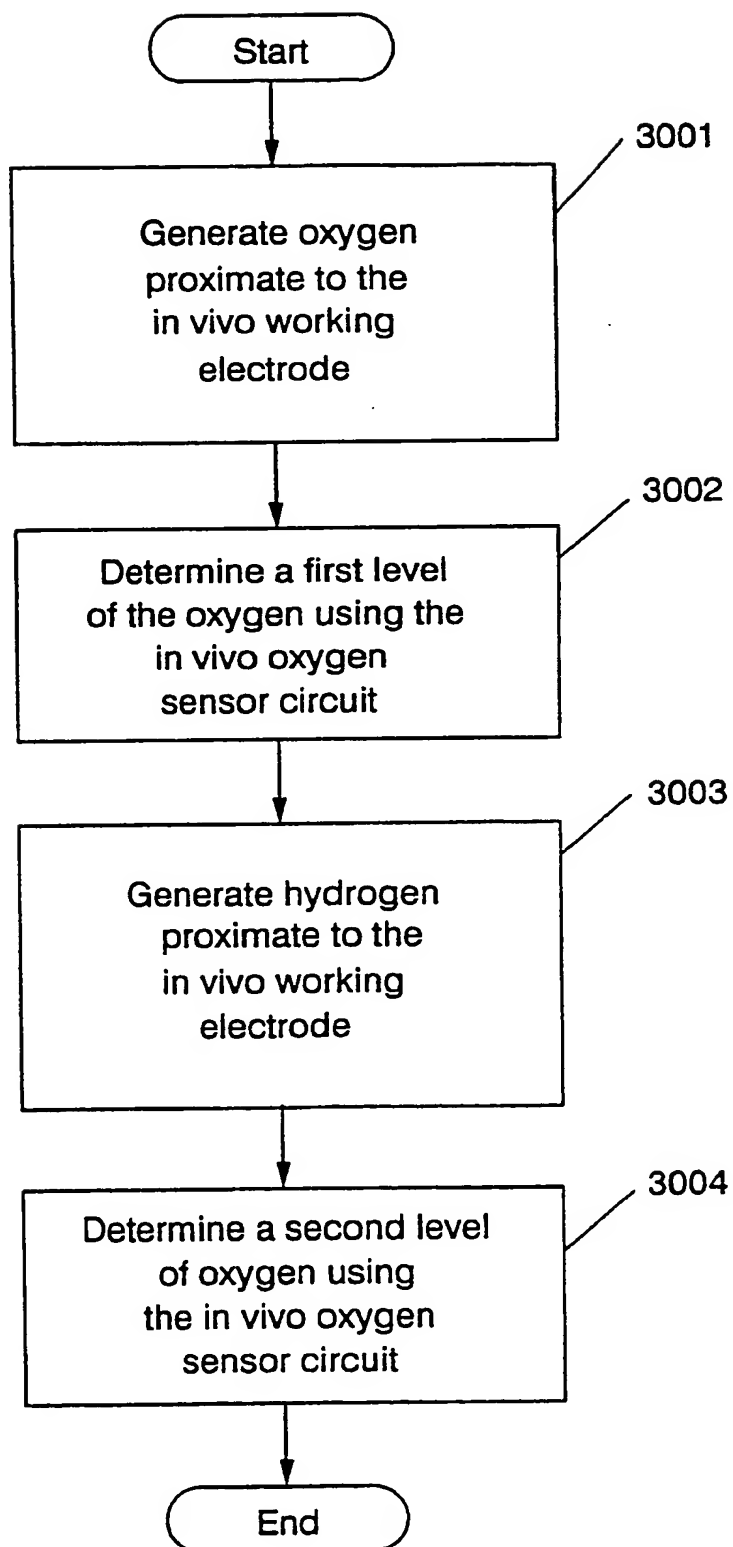 Start
3001
Generate oxygen
proximate to the
in vivo working
electrode
3002
Determine a first level
of the oxygen using the
in vivo oxygen
sensor circuit
3003
Generate hydrogen
proximate to the
in vivo working
electrode
3004
Determine a second level
of oxygen using
the in vivo oxygen
sensor circuit
End